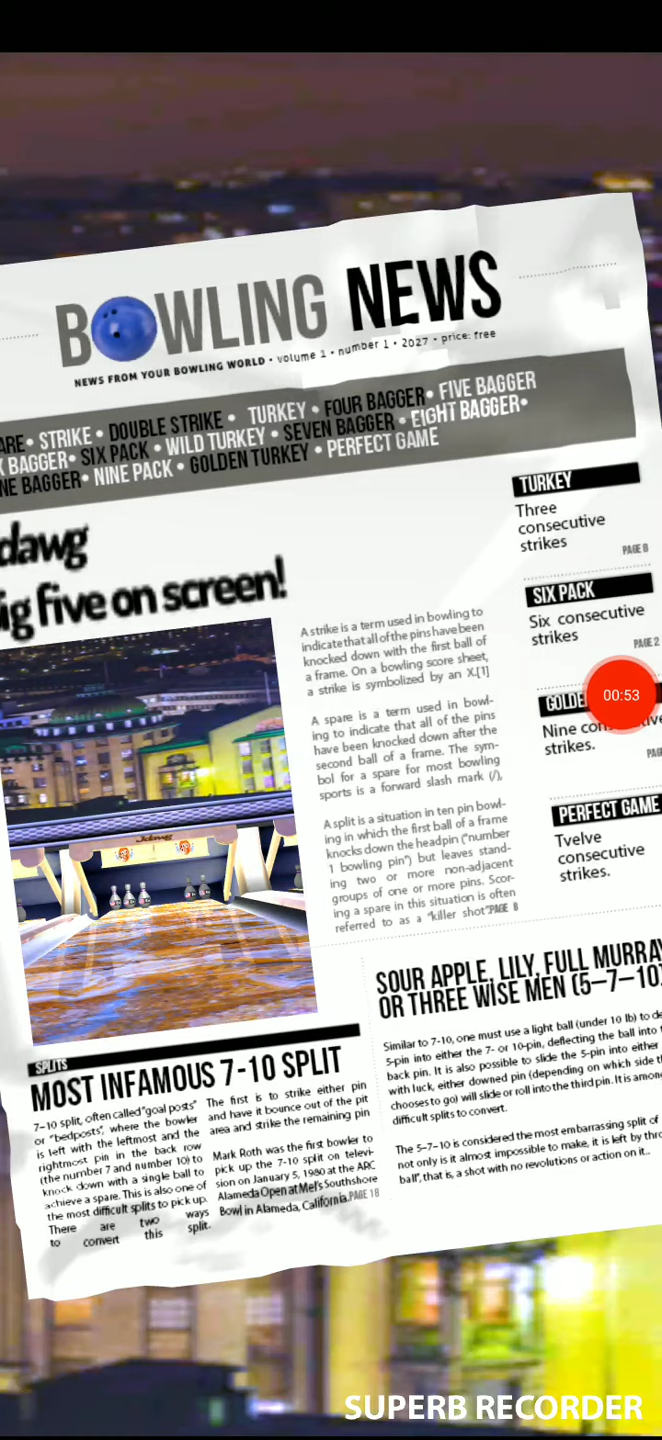 BOWLING NEWS
NEWS FROM YOUR BOWLING WORLD • volume 1 • number 1 • 2027 • price: free
ARE• STRIKE • DOUBLE STRIKE • TURKEY • FOUR BAGGER• FIVE BAGGER
X BAGGER• SIX PACK • WILD TURKEY • SEVEN BAGGER • EIGHT BAGGER•
NE BAGGER• NINE PACK • GOLDEN TURKEY • PERFECT GAME
dawg
ig five on screen!
A strike is a term used in bowling to
indicate that all of the pins have been
knocked down with the first ball of
a frame. On a bowling score sheet,
a strike is symbolized by an X.[1]
A spare is a term used in bowl-
ing to indicate that all of the pins
have been knocked down after the
second ball of a frame. The sym-
bol for a spare for most bowling
sports is a forward slash mark (/),
A split is a situation in ten pin bowl-
ing in which the first ball of a frame
knocks down the headpin ("number
1 bowling pin") but leaves stand-
ing two or more non-adjacent
groups of one or more pins. Scor-
ing a spare in this situation is often
referred to as a "killer shot".PAGE 8
TURKEY
Three
consecutive
strikes
PAGE 8
SIX PACK
Six consecutive
strikes
PAGE 2
GOLDE
00:53
Nine con
strikes.
PAG
PERFECT GAME
Tvelve
consecutive
strikes.
SPLITS
MOST INFAMOUS 7-10 SPLIT
7–10 split, often called "goal posts"
or "bedposts", where the bowler
is left with the leftmost and the
rightmost pin in the back row
(the number 7 and number 10) to
knock down with a single ball to
achieve a spare. This is also one of
the most difficult splits to pick up.
There are two ways
to convert this split.
The first is to strike either pin
and have it bounce out of the pit
area and strike the remaining pin
Mark Roth was the first bowler to
pick up the 7-10 split on televi-
sion on January 5, 1980 at the ARC
Alameda Open at Mel's Southshore
Bowl in Alameda, California.PAGE 18
SOUR APPLE, LILY, FULL MURRAY
OR THREE WISE MEN (5–7–10)
Similar to 7-10, one must use a light ball (under 10 lb) to de
5-pin into either the 7- or 10-pin, deflecting the ball into
back pin. It is also possible to slide the 5-pin into either
with luck, either downed pin (depending on which side t
chooses to go) will slide or roll into the third pin. It is amon
difficult splits to convert.
The 5–7–10 is considered the most embarrassing split of
not only is it almost impossible to make, it is left by thro
ball", that is, a shot with no revolutions or action on it..
SUPERB RECORDER